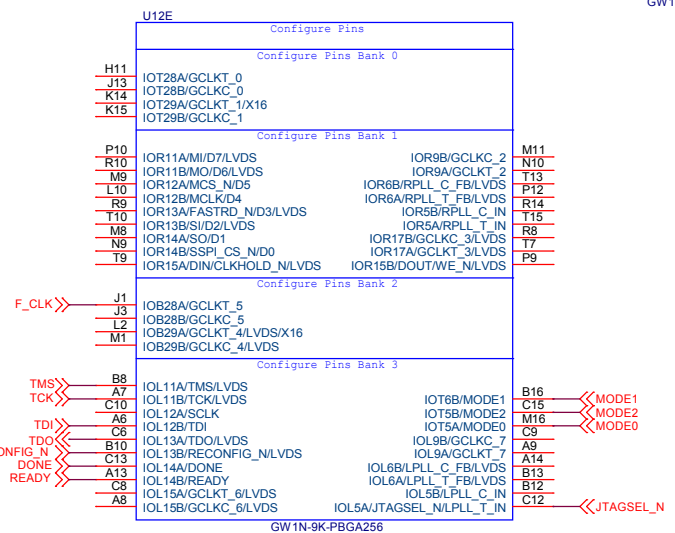 GW1
U12E
Configure Pins
Configure Pins Bank 0
H11 IOT28A/GCLKT_0
J13 IOT28B/GCLKC_0
K14 IOT29A/GCLKT_1/X16
K15 IOT29B/GCLKC_1
Configure Pins Bank 1
P10 IOR11A/MI/D7/LVDS IOR9B/GCLKC_2 M11
R10 IOR11B/MO/D6/LVDS IOR9A/GCLKT_2 N10
M9 IOR12A/MCS_N/D5 IOR6B/RPLL_C_FB/LVDS T13
L10 IOR12B/MCLK/D4 IOR6A/RPLL_T_FB/LVDS P12
R9 IOR13A/FASTRD_N/D3/LVDS IOR5B/RPLL_C_IN R14
T10 IOR13B/SI/D2/LVDS IOR5A/RPLL_T_IN T15
M8 IOR14A/SO/D1 IOR17B/GCLKC_3/LVDS R8
N9 IOR14B/SSPI_CS_N/D0 IOR17A/GCLKT_3/LVDS T7
T9 IOR15A/DIN/CLKHOLD_N/LVDS IOR15B/DOUT/WE_N/LVDS P9
Configure Pins Bank 2
F_CLK J1 IOB28A/GCLKT_5
J3 IOB28B/GCLKC_5
L2 IOB29A/GCLKT_4/LVDS/X16
M1 IOB29B/GCLKC_4/LVDS
Configure Pins Bank 3
TMS B8 IOL11A/TMS/LVDS
TCK A7 IOL11B/TCK/LVDS IOT6B/MODE1 B16 MODE1
C10 IOL12A/SCLK IOT5B/MODE2 C15 MODE2
TDI A6 IOL12B/TDI IOT5A/MODE0 M16 MODE0
TDO C6 IOL13A/TDO/LVDS IOL9B/GCLKC_7 C9
ONFIG_N B10 IOL13B/RECONFIG_N/LVDS IOL9A/GCLKT_7 A9
DONE C13 IOL14A/DONE IOL6B/LPLL_C_FB/LVDS A14
READY A13 IOL14B/READY IOL6A/LPLL_T_FB/LVDS B13
C8 IOL15A/GCLKT_6/LVDS IOL5B/LPLL_C_IN B12
A8 IOL15B/GCLKC_6/LVDS IOL5A/JTAGSEL_N/LPLL_T_IN C12 JTAGSEL_N
GW1N-9K-PBGA256